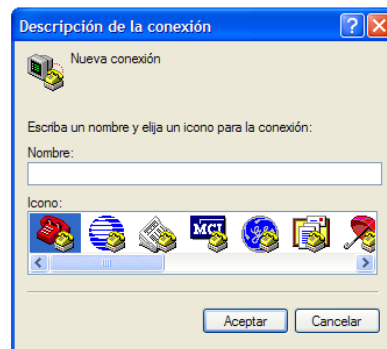 Descripción de la conexión
Nueva conexión
Escriba un nombre y elija un icono para la conexión:
Nombre:
Icono:
MCI
Aceptar Cancelar